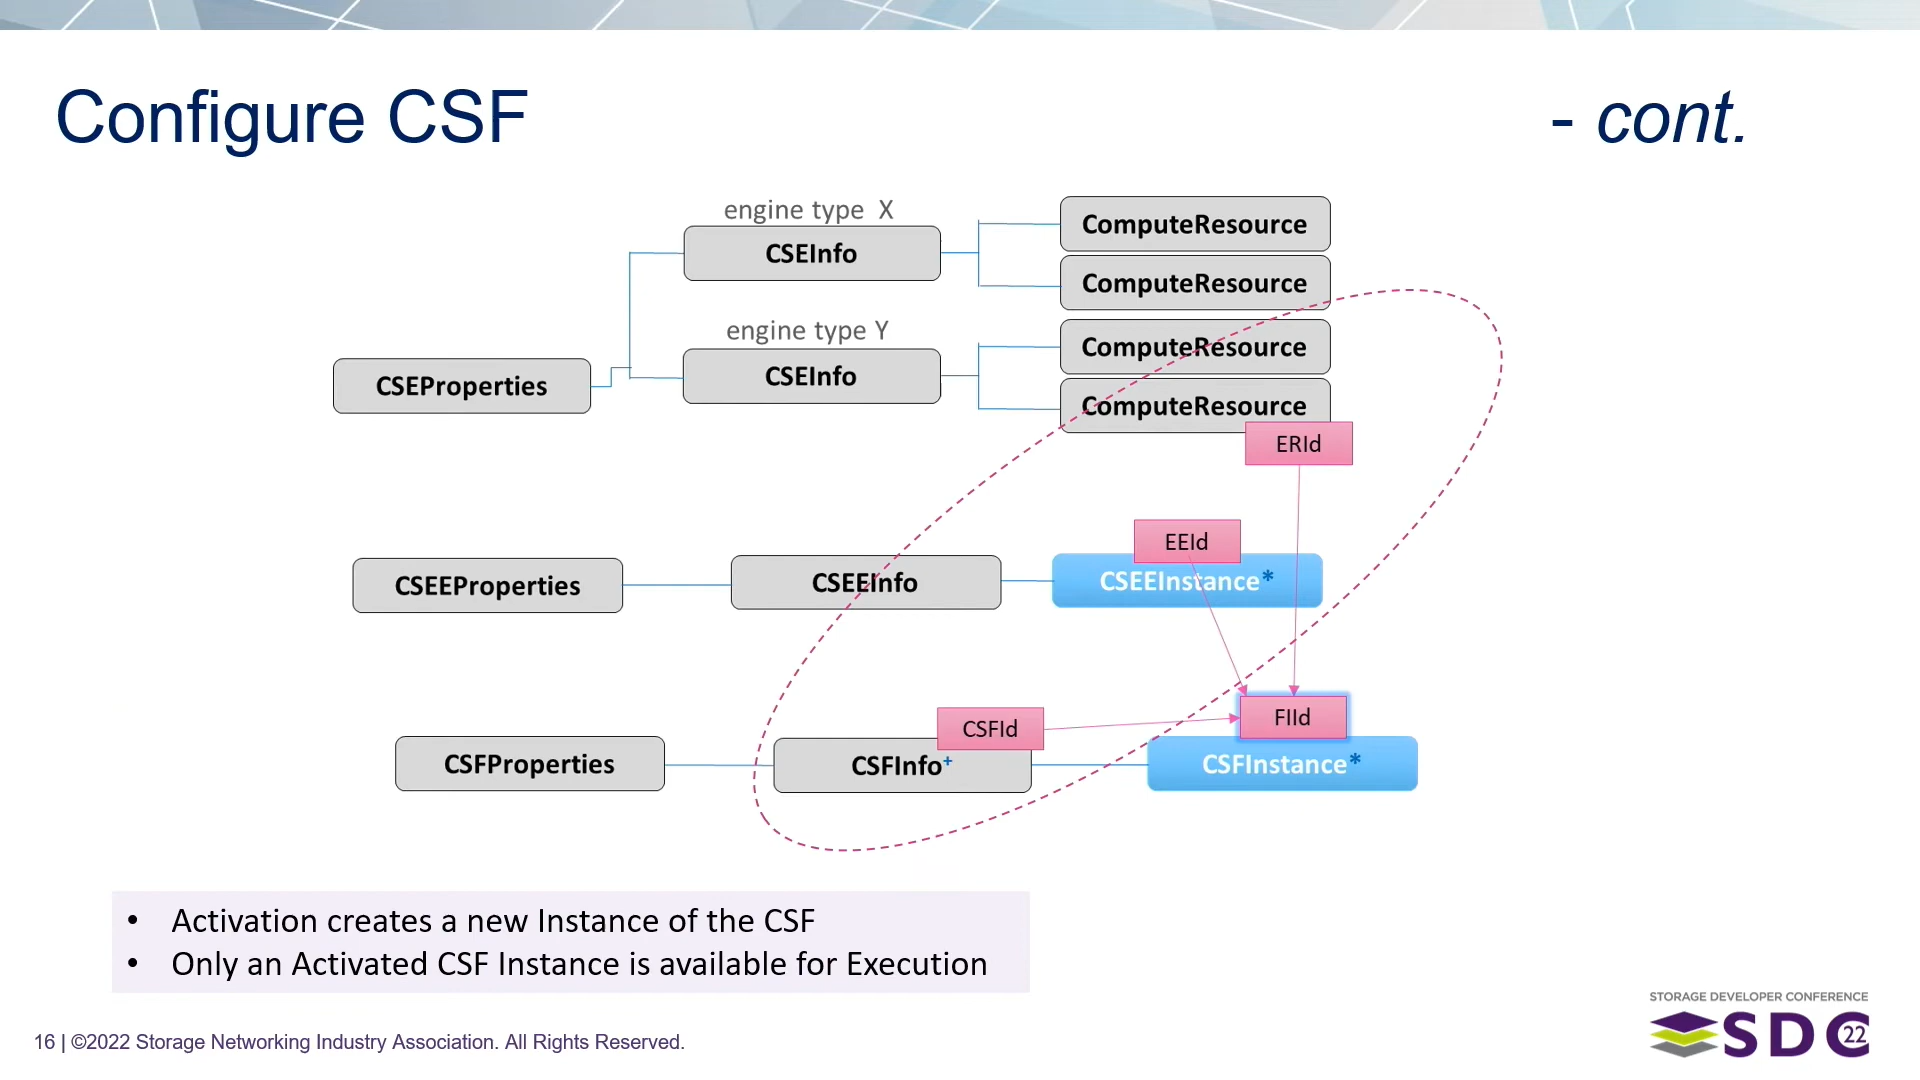 Configure CSF - cont.
engine type X
CSEInfo
ComputeResource
ComputeResource
engine type Y
CSEInfo
ComputeResource
ComputeResource
CSEProperties
ERId
EEId
CSEEProperties
CSEEInfo
CSEEInstance*
CSFId
FIId
CSFProperties
CSFInfo+
CSFInstance*
• Activation creates a new Instance of the CSF
• Only an Activated CSF Instance is available for Execution
STORAGE DEVELOPER CONFERENCE
SDC 22
16 | ©2022 Storage Networking Industry Association. All Rights Reserved.